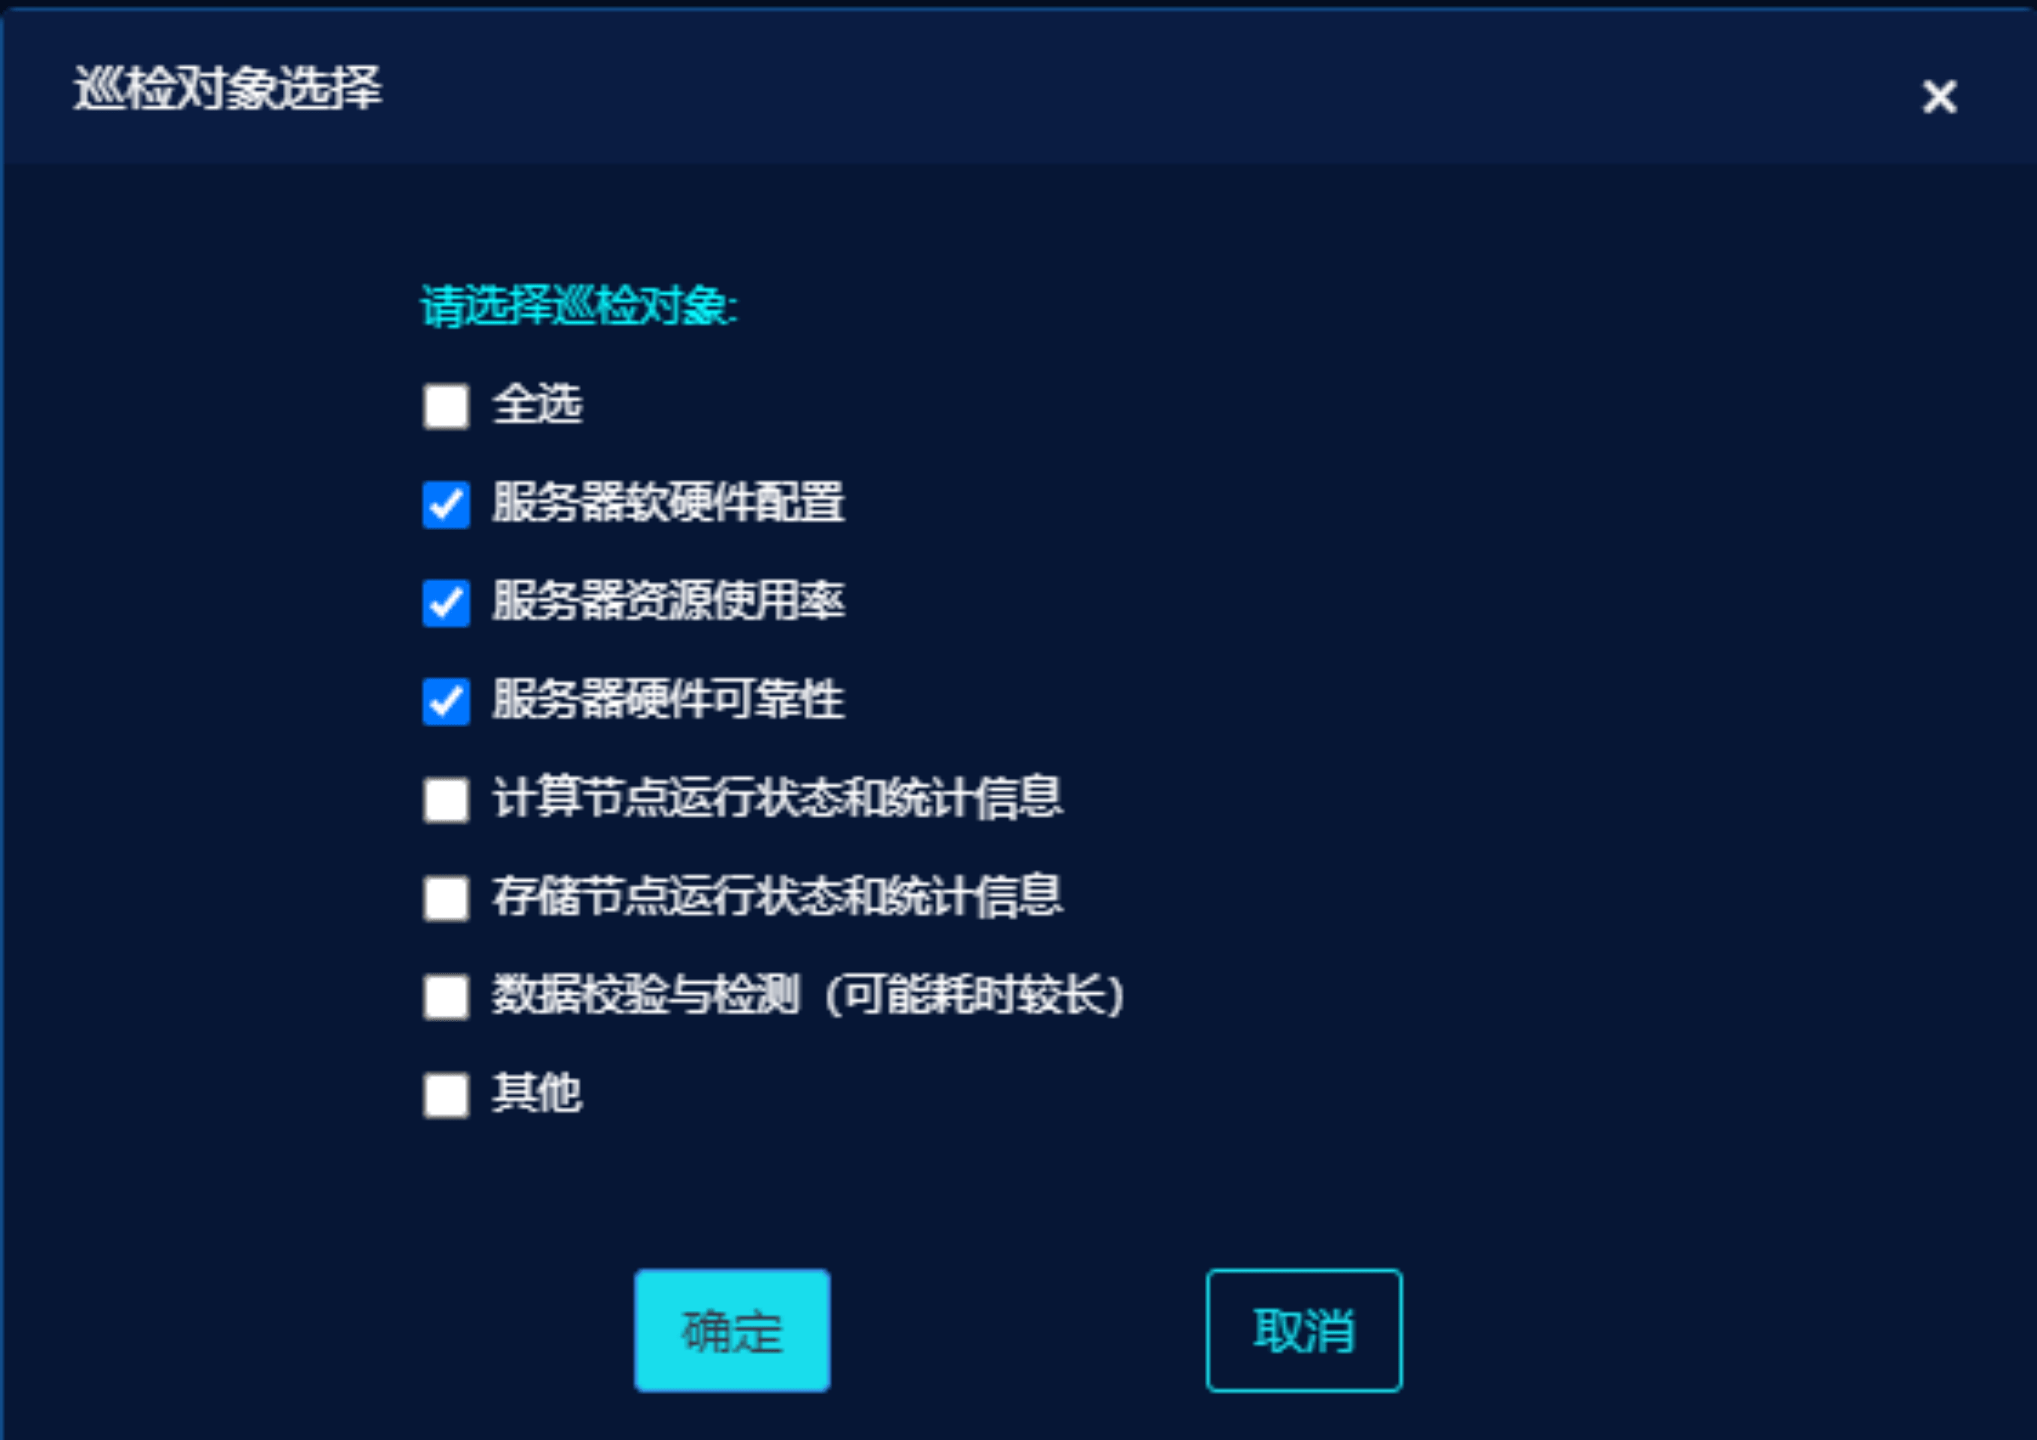 巡检对象选择
请选择巡检对象:
全选
服务器软硬件配置
服务器资源使用率
服务器硬件可靠性
计算节点运行状态和统计信息
存储节点运行状态和统计信息
数据校验与检测（可能耗时较长）
其他
确定
取消